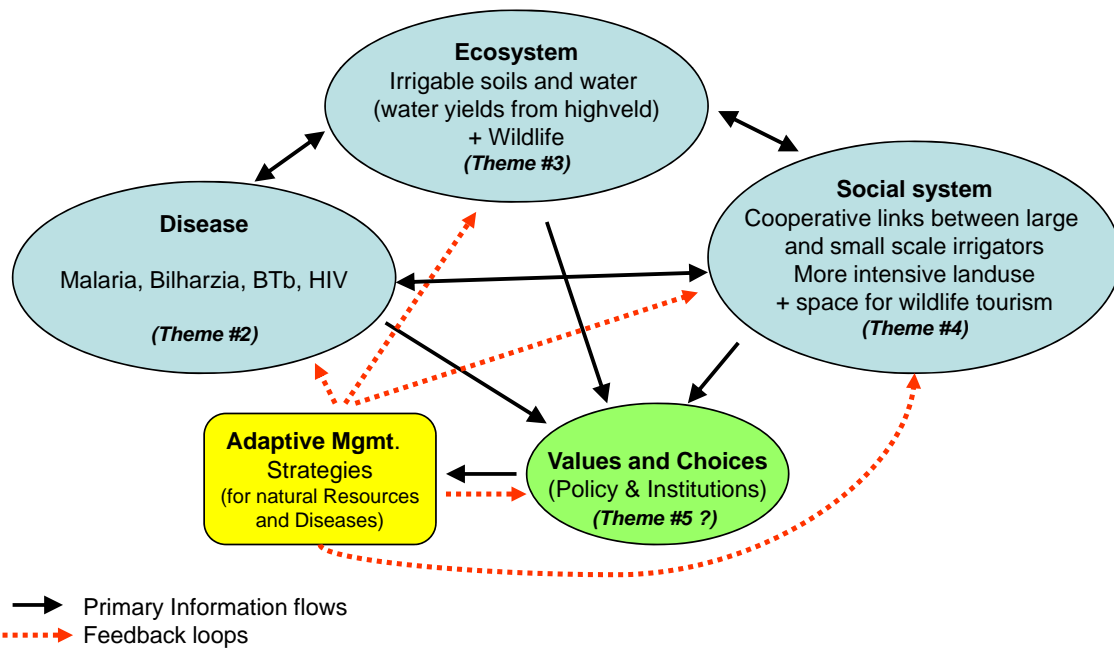 Ecosystem
Irrigable soils and water
(water yields from highveld)
+ Wildlife
(Theme #3)
Disease
Malaria, Bilharzia, BTb, HIV
(Theme #2)
Social system
Cooperative links between large
and small scale irrigators
More intensive landuse
+ space for wildlife tourism
(Theme #4)
Adaptive Mgmt.
Strategies
(for natural Resources
and Diseases)
Values and Choices
(Policy & Institutions)
(Theme #5 ?)
Primary Information flows
Feedback loops